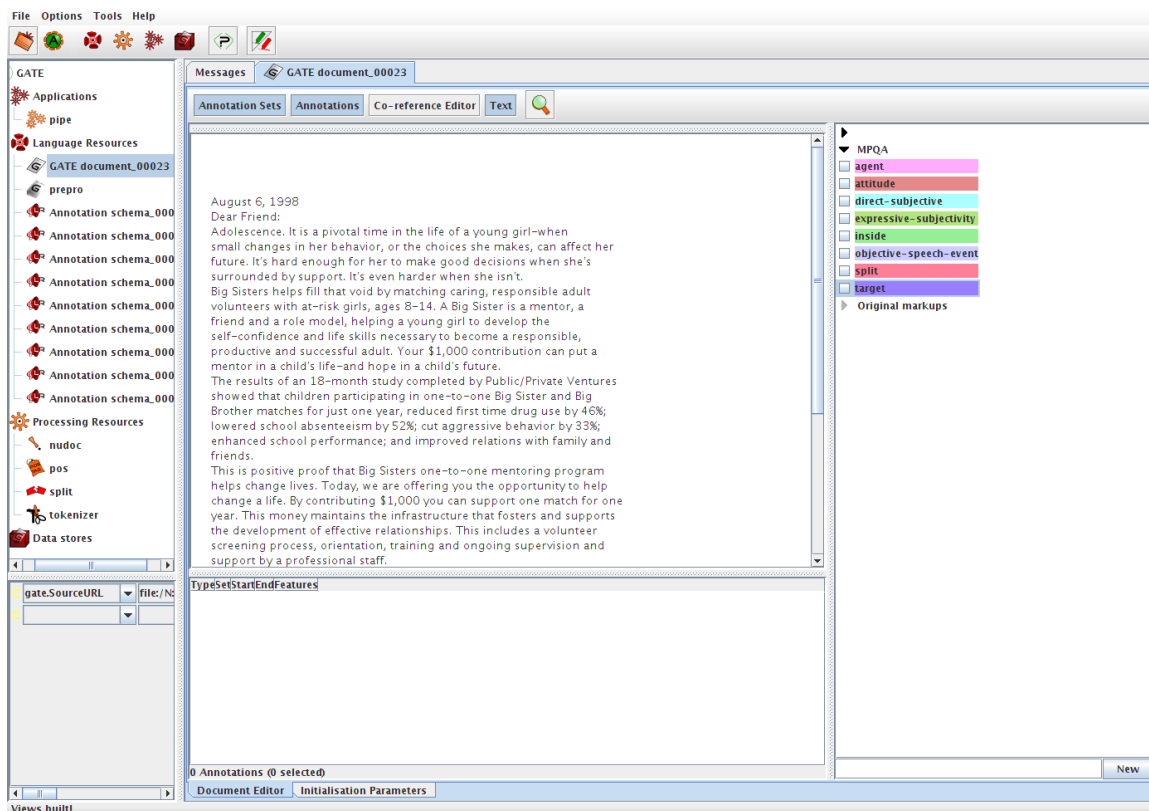 File Options Tools Help
GATE
Applications
pipe
Language Resources
GATE document_00023
prepro
Annotation schema_000
Annotation schema_000
Annotation schema_000
Annotation schema_000
Annotation schema_000
Annotation schema_000
Annotation schema_000
Annotation schema_000
Annotation schema_000
Processing Resources
nudoc
pos
split
tokenizer
Data stores
gate.SourceURL file:/N:
Messages GATE document_00023
Annotation Sets Annotations Co-reference Editor Text
August 6, 1998
Dear Friend:
Adolescence. It is a pivotal time in the life of a young girl-when
small changes in her behavior, or the choices she makes, can affect her
future. It's hard enough for her to make good decisions when she's
surrounded by support. It's even harder when she isn't.
Big Sisters helps fill that void by matching caring, responsible adult
volunteers with at-risk girls, ages 8-14. A Big Sister is a mentor, a
friend and a role model, helping a young girl to develop the
self-confidence and life skills necessary to become a responsible,
productive and successful adult. Your $1,000 contribution can put a
mentor in a child's life-and hope in a child's future.
The results of an 18-month study completed by Public/Private Ventures
showed that children participating in one-to-one Big Sister and Big
Brother matches for just one year, reduced first time drug use by 46%;
lowered school absenteeism by 52%; cut aggressive behavior by 33%;
enhanced school performance; and improved relations with family and
friends.
This is positive proof that Big Sisters one-to-one mentoring program
helps change lives. Today, we are offering you the opportunity to help
change a life. By contributing $1,000 you can support one match for one
year. This money maintains the infrastructure that fosters and supports
the development of effective relationships. This includes a volunteer
screening process, orientation, training and ongoing supervision and
support by a professional staff.
Type Set Start End Features
0 Annotations (0 selected)
Document Editor Initialisation Parameters
MPQA
agent
attitude
direct-subjective
expressive-subjectivity
inside
objective-speech-event
split
target
Original markups
New
Views built!